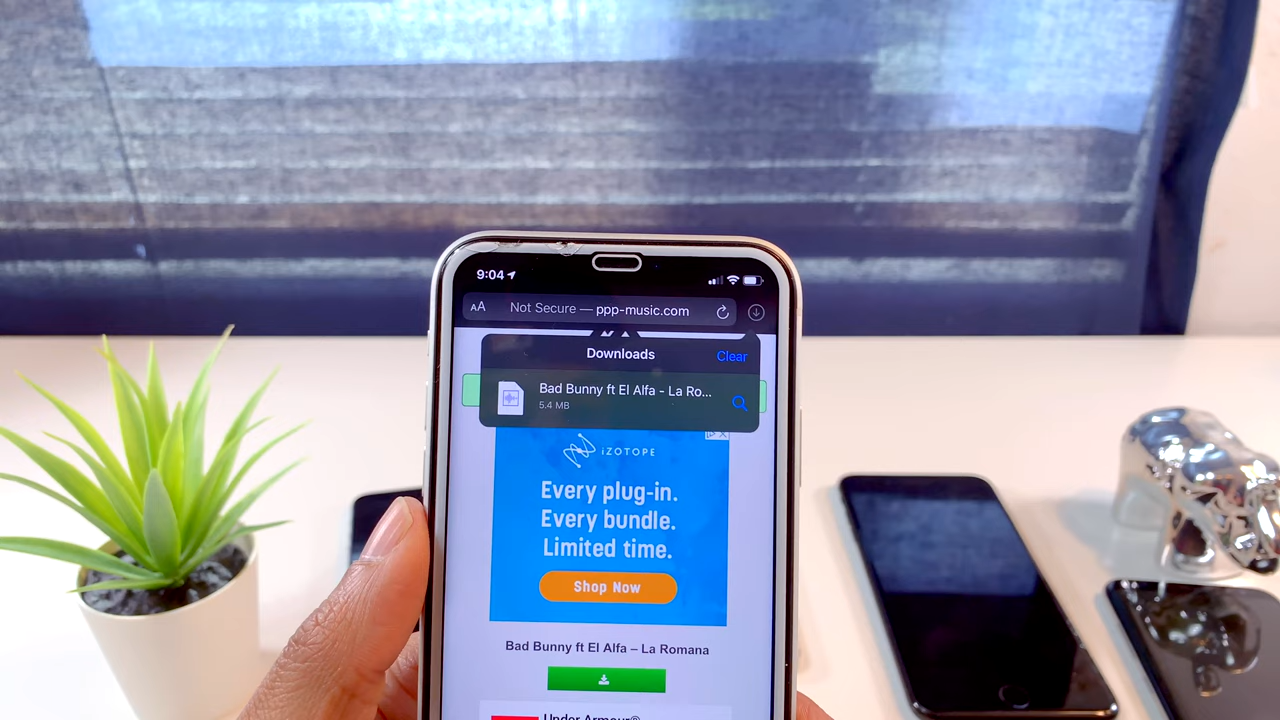 9:04
AA Not Secure — ppp-music.com
Downloads Clear
Bad Bunny ft El Alfa - La Ro...
5.4 MB
iZOTOPE
Every plug-in.
Every bundle.
Limited time.
Shop Now
Bad Bunny ft El Alfa – La Romana
Under Armour®